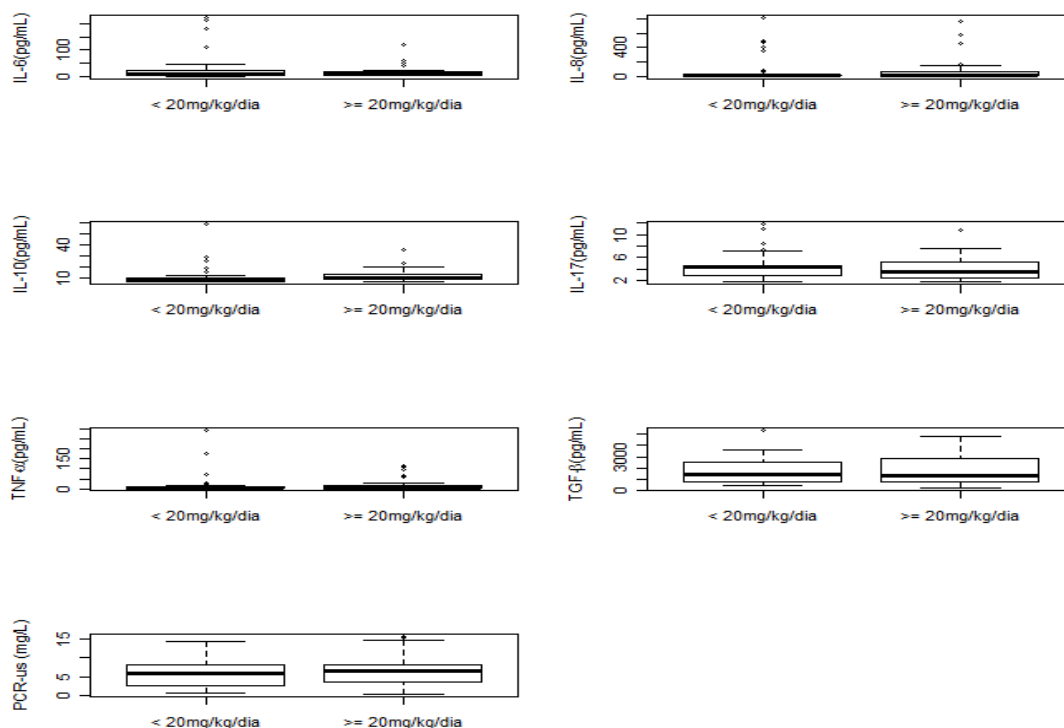 IL-6(pg/mL)
0 100
< 20mg/kg/dia >= 20mg/kg/dia
IL-8(pg/mL)
0 400
< 20mg/kg/dia >= 20mg/kg/dia
IL-10(pg/mL)
10 40
< 20mg/kg/dia >= 20mg/kg/dia
IL-17(pg/mL)
2 6 10
< 20mg/kg/dia >= 20mg/kg/dia
TNF-α(pg/mL)
0 150
< 20mg/kg/dia >= 20mg/kg/dia
TGF-β(pg/mL)
0 3000
< 20mg/kg/dia >= 20mg/kg/dia
PCR-us (mg/L)
0 5 15
< 20mg/kg/dia >= 20mg/kg/dia